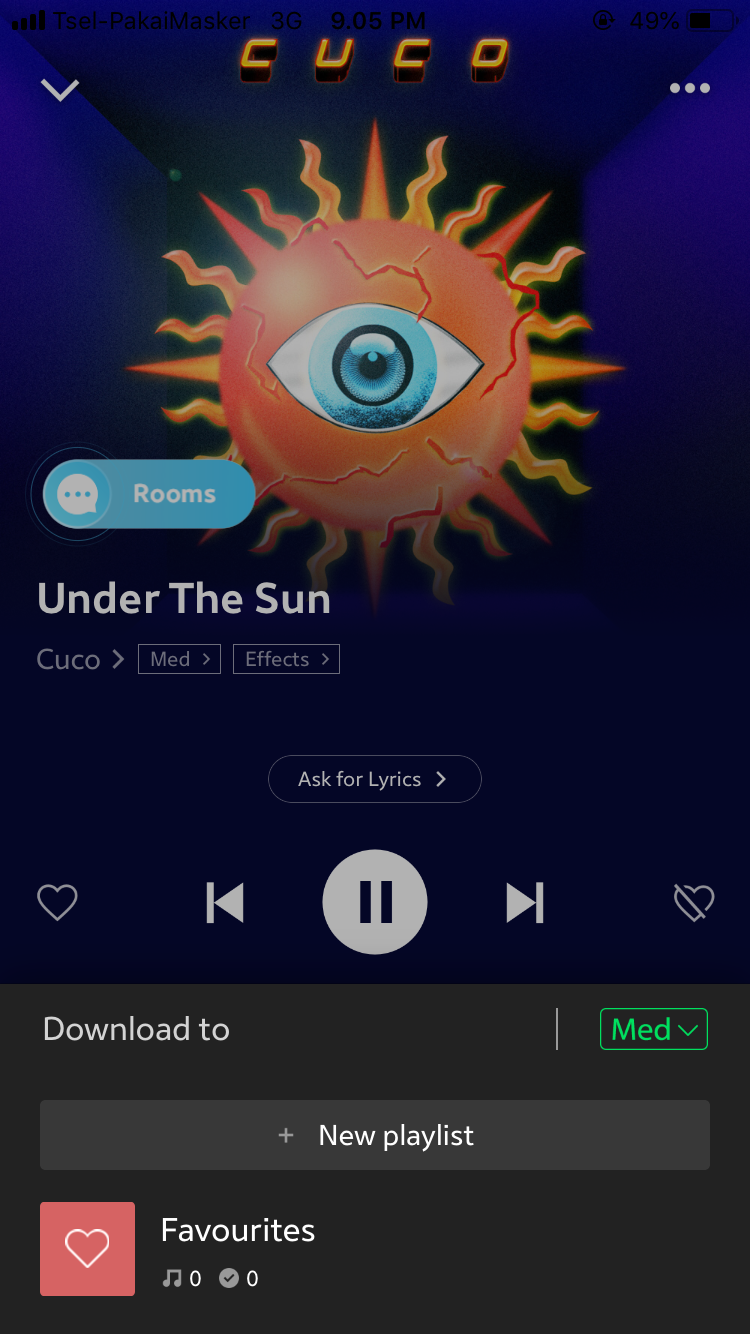 Tsel-PakaiMasker 3G 9.05 PM 49%
CUCO
Rooms
Under The Sun
Cuco Med Effects
Ask for Lyrics
Download to Med
+ New playlist
Favourites
0 0